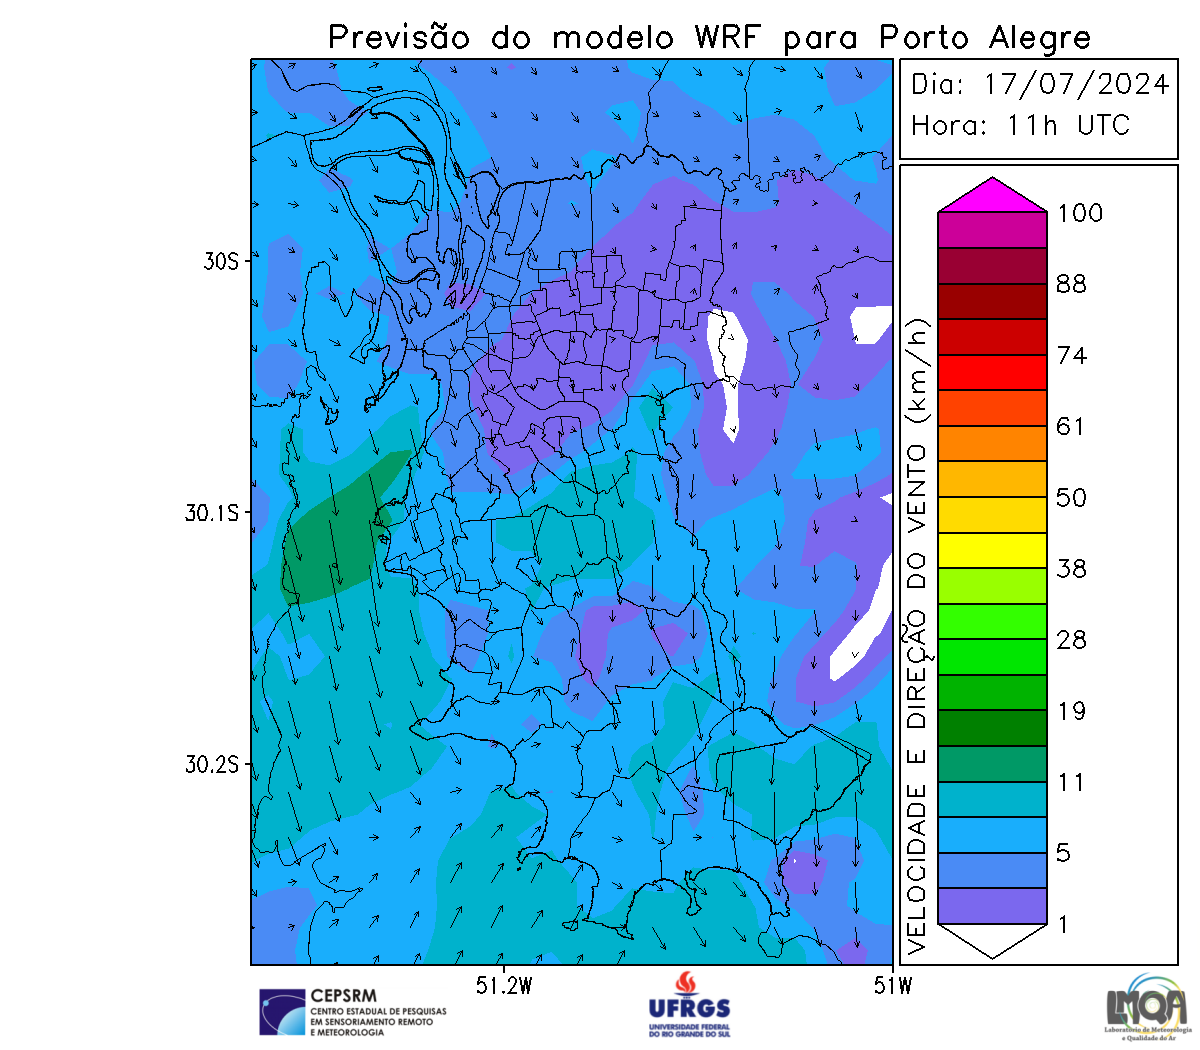 Previsão do modelo WRF para Porto Alegre
Dia: 17/07/2024
Hora: 11h UTC
100
88
74
61
50
38
28
19
11
5
1
VELOCIDADE E DIREÇÃO DO VENTO (km/h)
30S
30.1S
30.2S
51.2W
51W
CEPSRM
CENTRO ESTADUAL DE PESQUISAS
EM SENSORIAMENTO REMOTO
E METEOROLOGIA
UFRGS
UNIVERSIDADE FEDERAL
DO RIO GRANDE DO SUL
LMQA
Laboratório de Meteorologia
e Qualidade do Ar